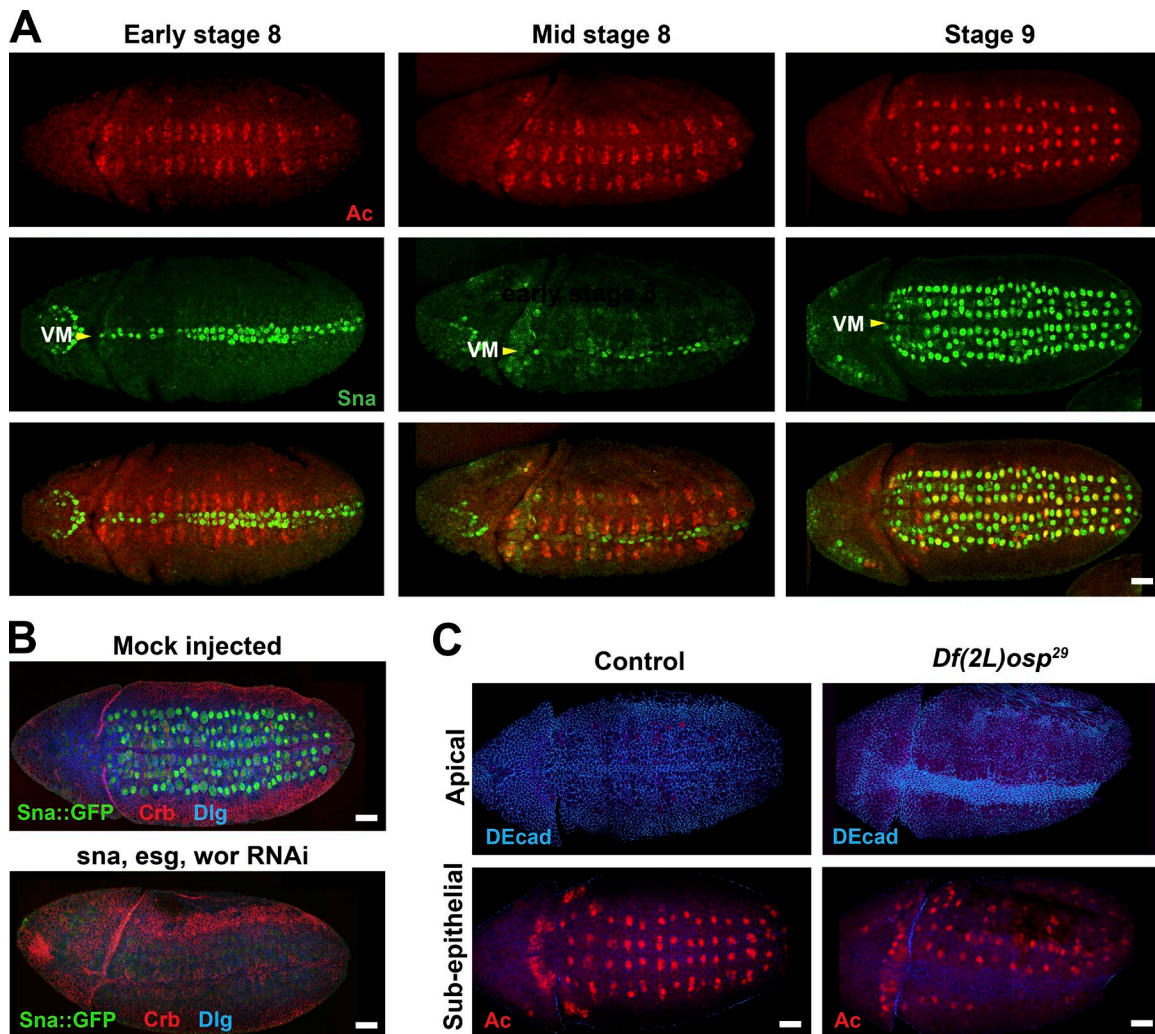 A
Early stage 8
Mid stage 8
Stage 9
Ac
VM
Sna
early stage 8
VM
VM
B
Mock injected
Sna::GFP Crb Dlg
sna, esg, wor RNAi
Sna::GFP Crb Dlg
C
Control
Df(2L)osp²⁹
Apical
DEcad
DEcad
Sub-epithelial
Ac
Ac